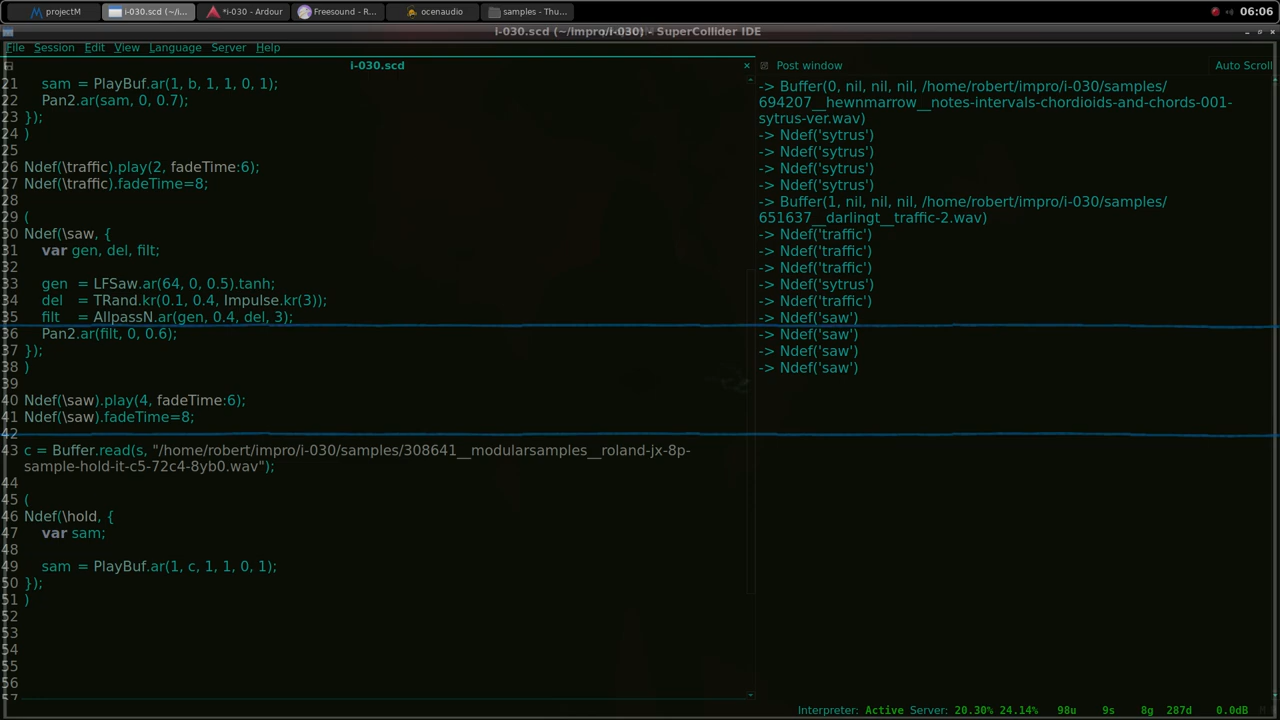 projectM
i-030.scd (~/i...
*i-030 - Ardour
Freesound - R...
ocenaudio
samples - Thu...
06:06
i-030.scd (~/impro/i-030) - SuperCollider IDE
File Session Edit View Language Server Help
i-030.scd
Post window
Auto Scroll
21 sam = PlayBuf.ar(1, b, 1, 1, 0, 1);
22 Pan2.ar(sam, 0, 0.7);
23 });
24 )
25
26 Ndef(\traffic).play(2, fadeTime:6);
27 Ndef(\traffic).fadeTime=8;
28
29 (
30 Ndef(\saw, {
31 var gen, del, filt;
32
33 gen = LFSaw.ar(64, 0, 0.5).tanh;
34 del = TRand.kr(0.1, 0.4, Impulse.kr(3));
35 filt = AllpassN.ar(gen, 0.4, del, 3);
36 Pan2.ar(filt, 0, 0.6);
37 });
38 )
39
40 Ndef(\saw).play(4, fadeTime:6);
41 Ndef(\saw).fadeTime=8;
42
43 c = Buffer.read(s, "/home/robert/impro/i-030/samples/308641__modularsamples__roland-jx-8p-
sample-hold-it-c5-72c4-8yb0.wav");
44
45 (
46 Ndef(\hold, {
47 var sam;
48
49 sam = PlayBuf.ar(1, c, 1, 1, 0, 1);
50 });
51 )
52
53
54
55
56
57
-> Buffer(0, nil, nil, nil, /home/robert/impro/i-030/samples/
694207__hewnmarrow__notes-intervals-chordioids-and-chords-001-
sytrus-ver.wav)
-> Ndef('sytrus')
-> Ndef('sytrus')
-> Ndef('sytrus')
-> Ndef('sytrus')
-> Buffer(1, nil, nil, nil, /home/robert/impro/i-030/samples/
651637__darlingt__traffic-2.wav)
-> Ndef('traffic')
-> Ndef('traffic')
-> Ndef('traffic')
-> Ndef('sytrus')
-> Ndef('traffic')
-> Ndef('saw')
-> Ndef('saw')
-> Ndef('saw')
-> Ndef('saw')
Interpreter: Active Server: 20.30% 24.14% 98u 9s 8g 287d 0.0dB